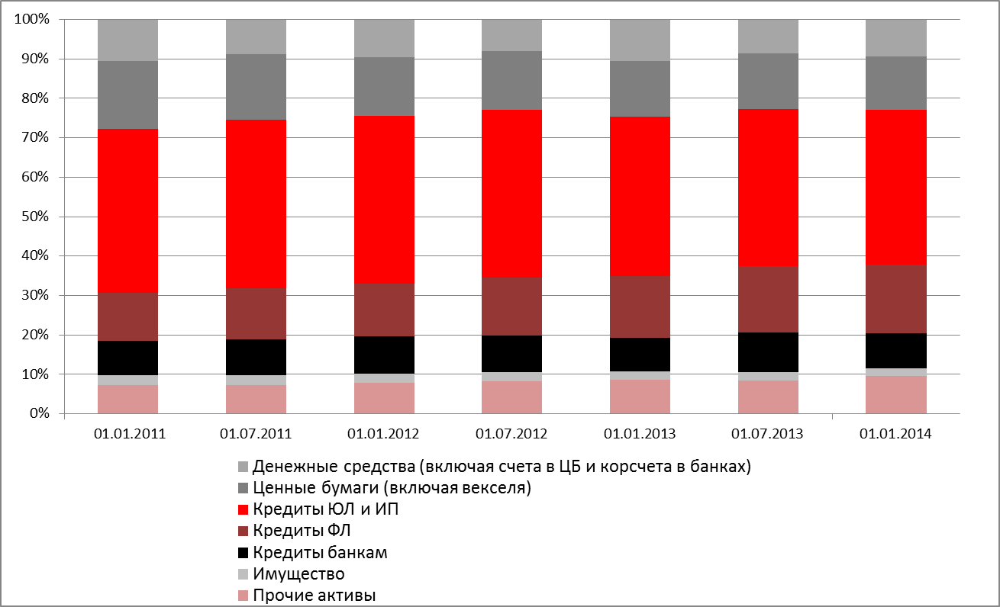 100%
90%
80%
70%
60%
50%
40%
30%
20%
10%
0%
01.01.2011 01.07.2011 01.01.2012 01.07.2012 01.01.2013 01.07.2013 01.01.2014
Денежные средства (включая счета в ЦБ и корсчета в банках)
Ценные бумаги (включая векселя)
Кредиты ЮЛ и ИП
Кредиты ФЛ
Кредиты банкам
Имущество
Прочие активы